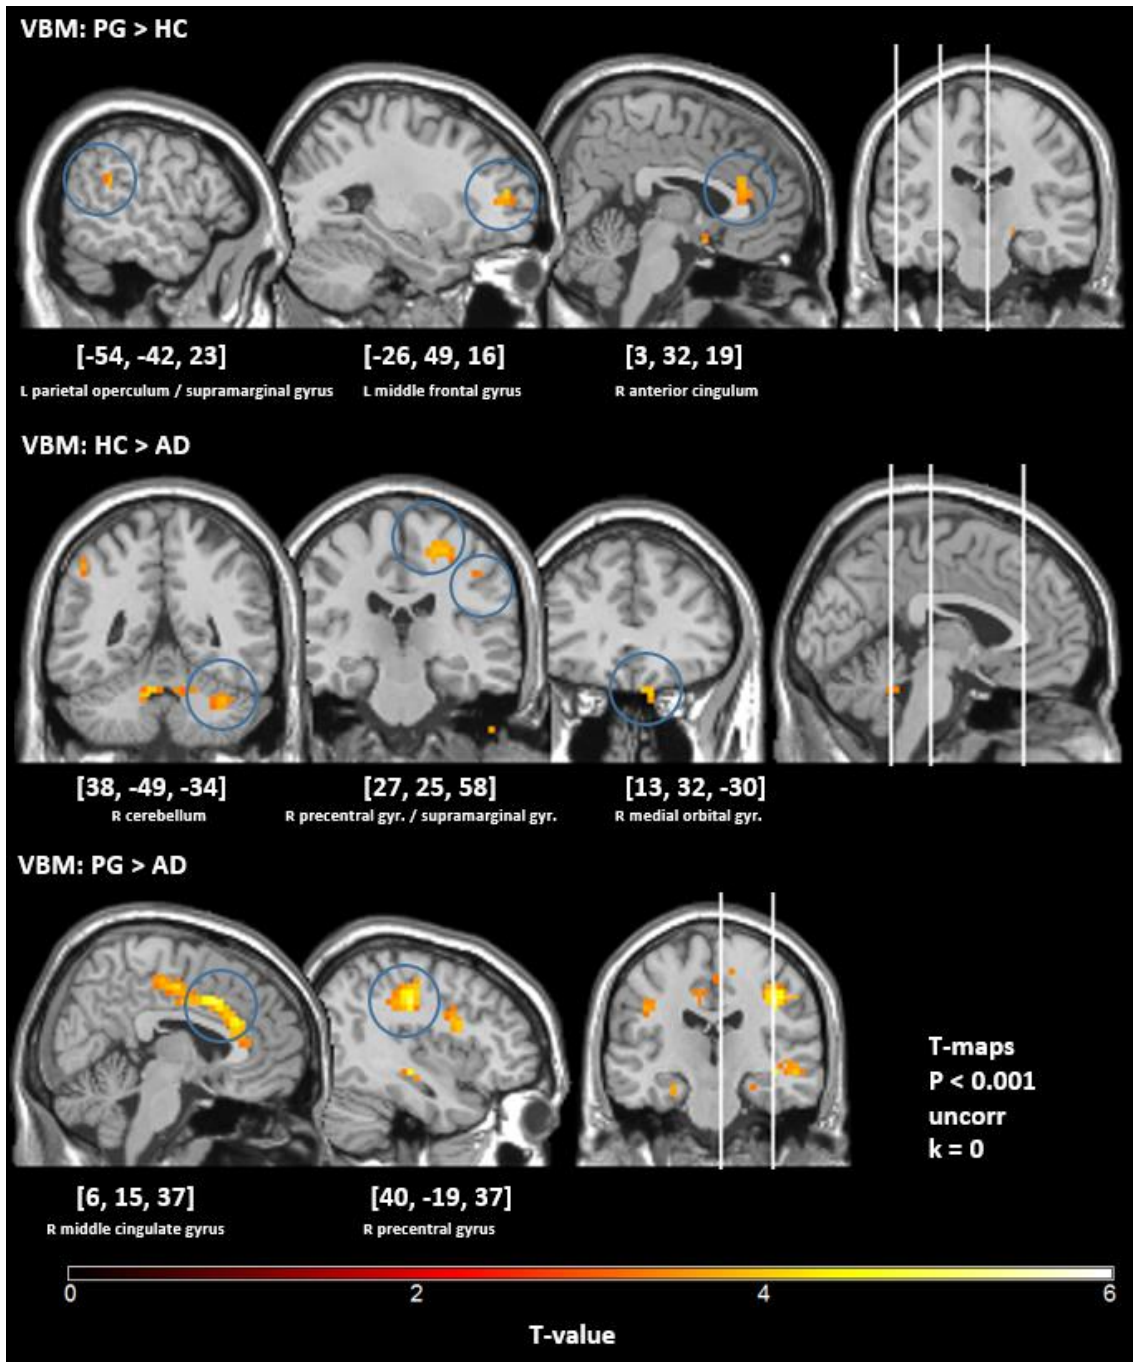 VBM: PG > HC
[-54, -42, 23] [-26, 49, 16] [3, 32, 19]
L parietal operculum / supramarginal gyrus L middle frontal gyrus R anterior cingulum
VBM: HC > AD
[38, -49, -34] [27, 25, 58] [13, 32, -30]
R cerebellum R precentral gyr. / supramarginal gyr. R medial orbital gyr.
VBM: PG > AD
T-maps
P < 0.001
uncorr
k = 0
[6, 15, 37] [40, -19, 37]
R middle cingulate gyrus R precentral gyrus
0 2 4 6
T-value